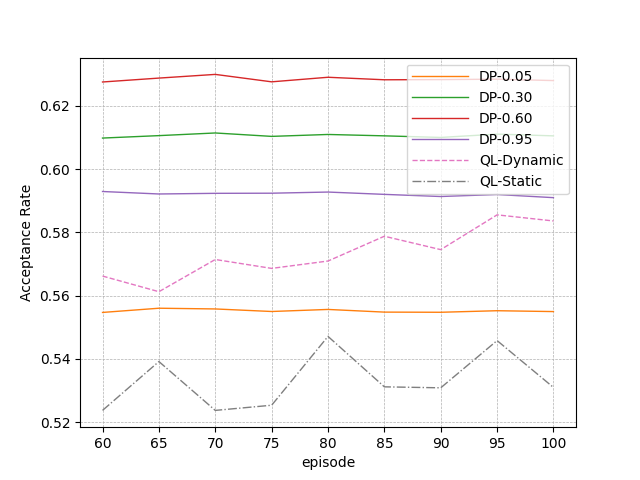 DP-0.05
DP-0.30
DP-0.60
DP-0.95
QL-Dynamic
QL-Static
Acceptance Rate
0.62
0.60
0.58
0.56
0.54
0.52
60 65 70 75 80 85 90 95 100
episode